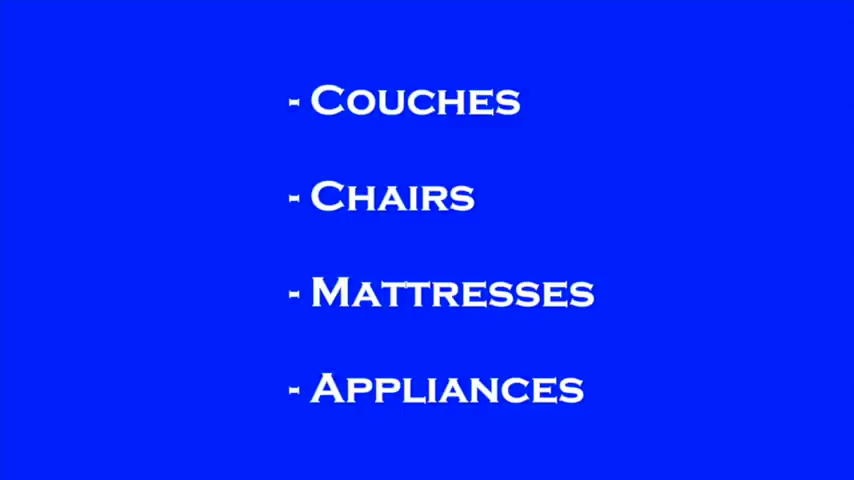 - Couches
- Chairs
- Mattresses
- Appliances